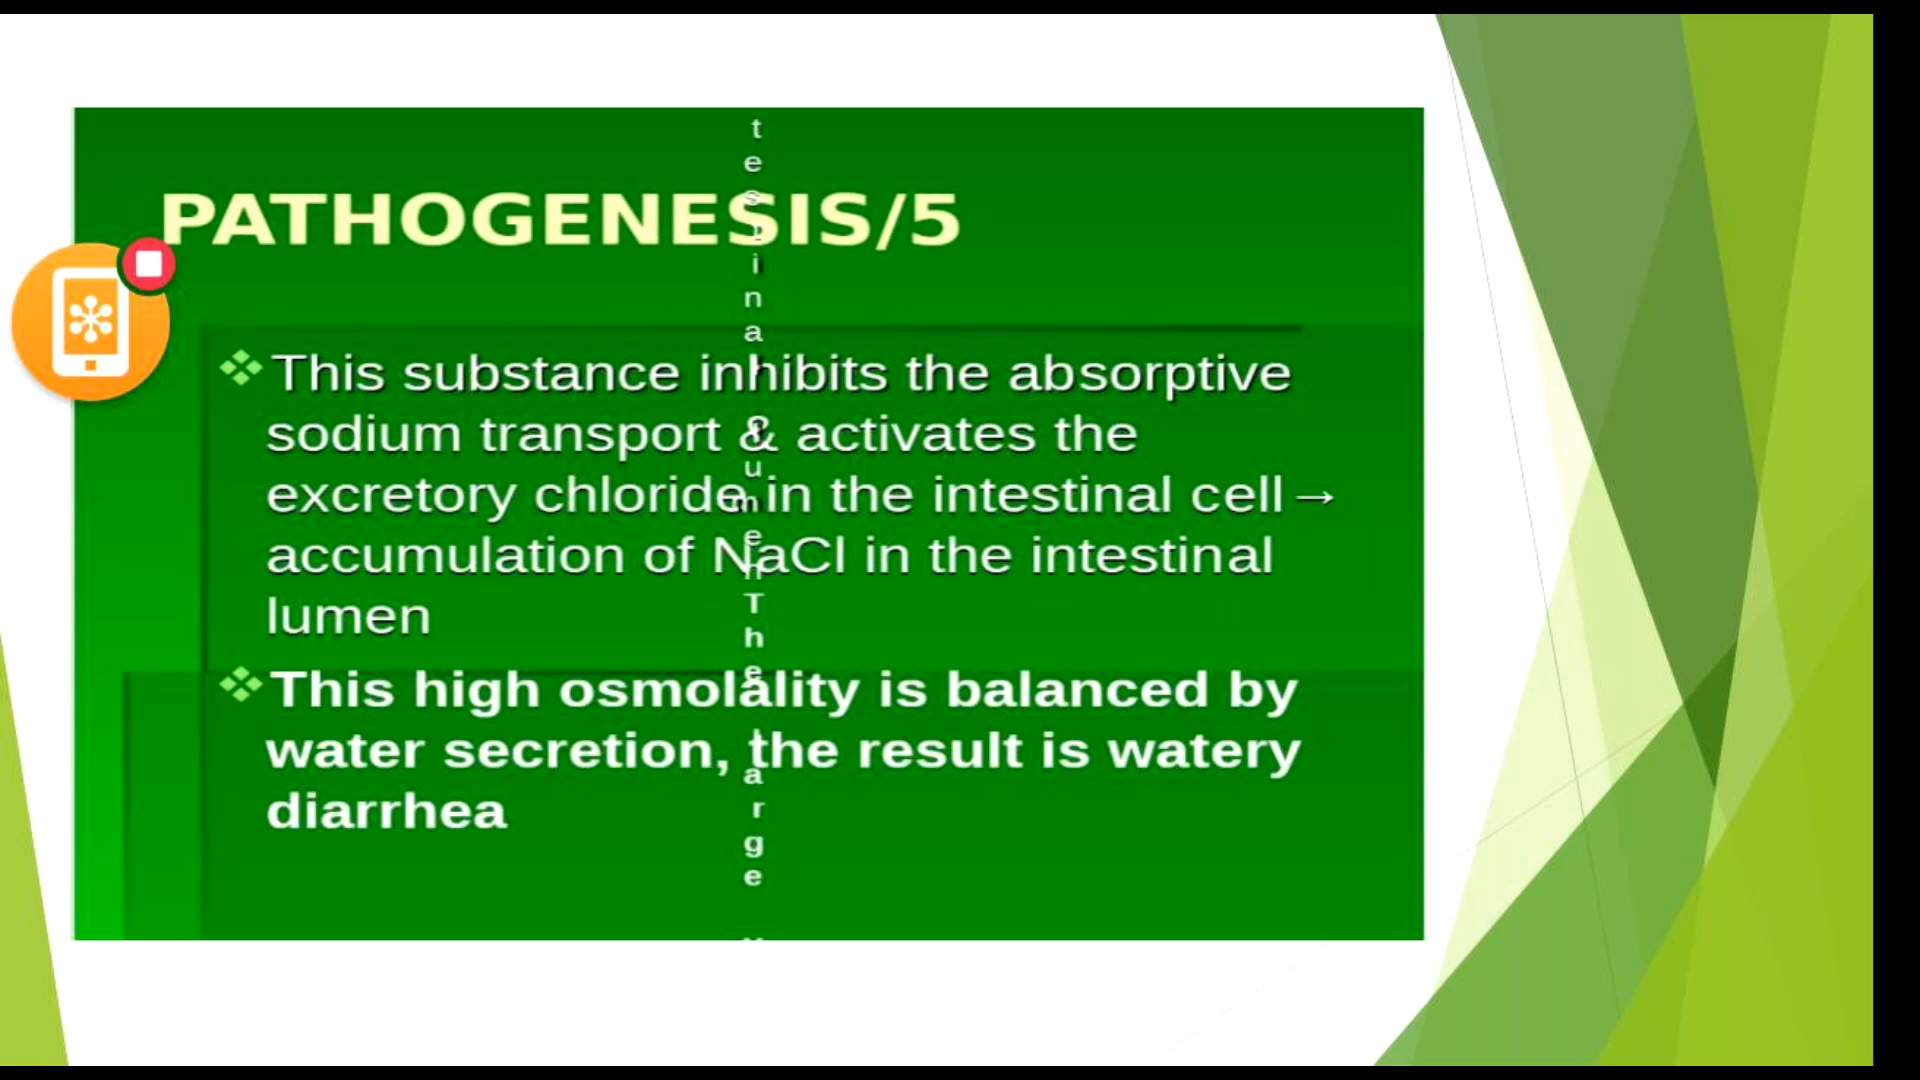 PATHOGENESIS/5
❖This substance inhibits the absorptive
sodium transport & activates the
excretory chloride in the intestinal cell→
accumulation of NaCl in the intestinal
lumen
❖This high osmolality is balanced by
water secretion, the result is watery
diarrhea
t
e
s
t
i
n
a
l
l
u
m
e
n
T
h
e
l
a
r
g
e